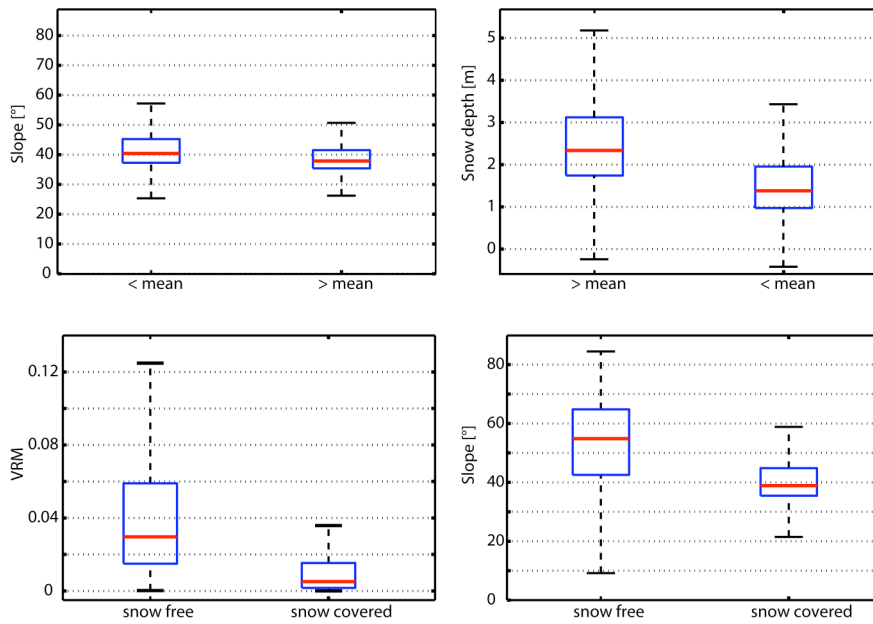 Slope [°]
80
70
60
50
40
30
20
10
0
< mean
> mean
Snow depth [m]
5
4
3
2
1
0
> mean
< mean
VRM
0.12
0.08
0.04
0
snow free
snow covered
Slope [°]
80
60
40
20
0
snow free
snow covered